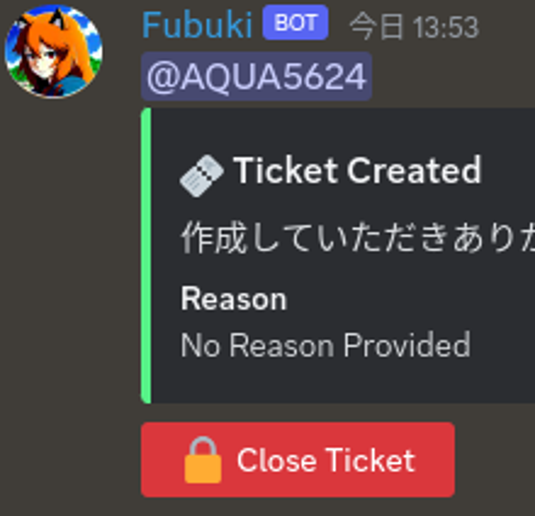 Fubuki BOT 今日 13:53
@AQUA5624
Ticket Created
作成していただきありが
Reason
No Reason Provided
Close Ticket